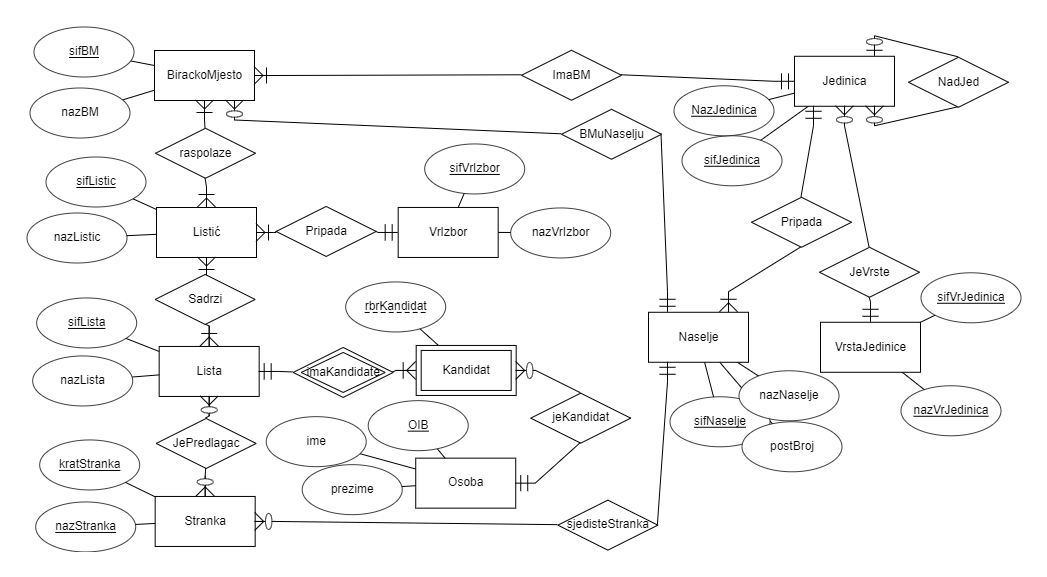 sifBM
BirackoMjesto
nazBM
ImaBM
Jedinica
NadJed
NazJedinica
BMuNaselju
sifJedinica
raspolaze
sifListic
nazListic
Listić
Pripada
sifVrIzbor
VrIzbor
nazVrIzbor
Pripada
JeVrste
Sadrzi
sifVrJedinica
rbrKandidat
sifLista
Naselje
VrstaJedinice
nazLista
Lista
imaKandidate
Kandidat
nazNaselje
nazVrJedinica
sifNaselje
postBroj
jeKandidat
OIB
ime
JePredlagac
kratStranka
prezime
Osoba
nazStranka
Stranka
sjedisteStranka